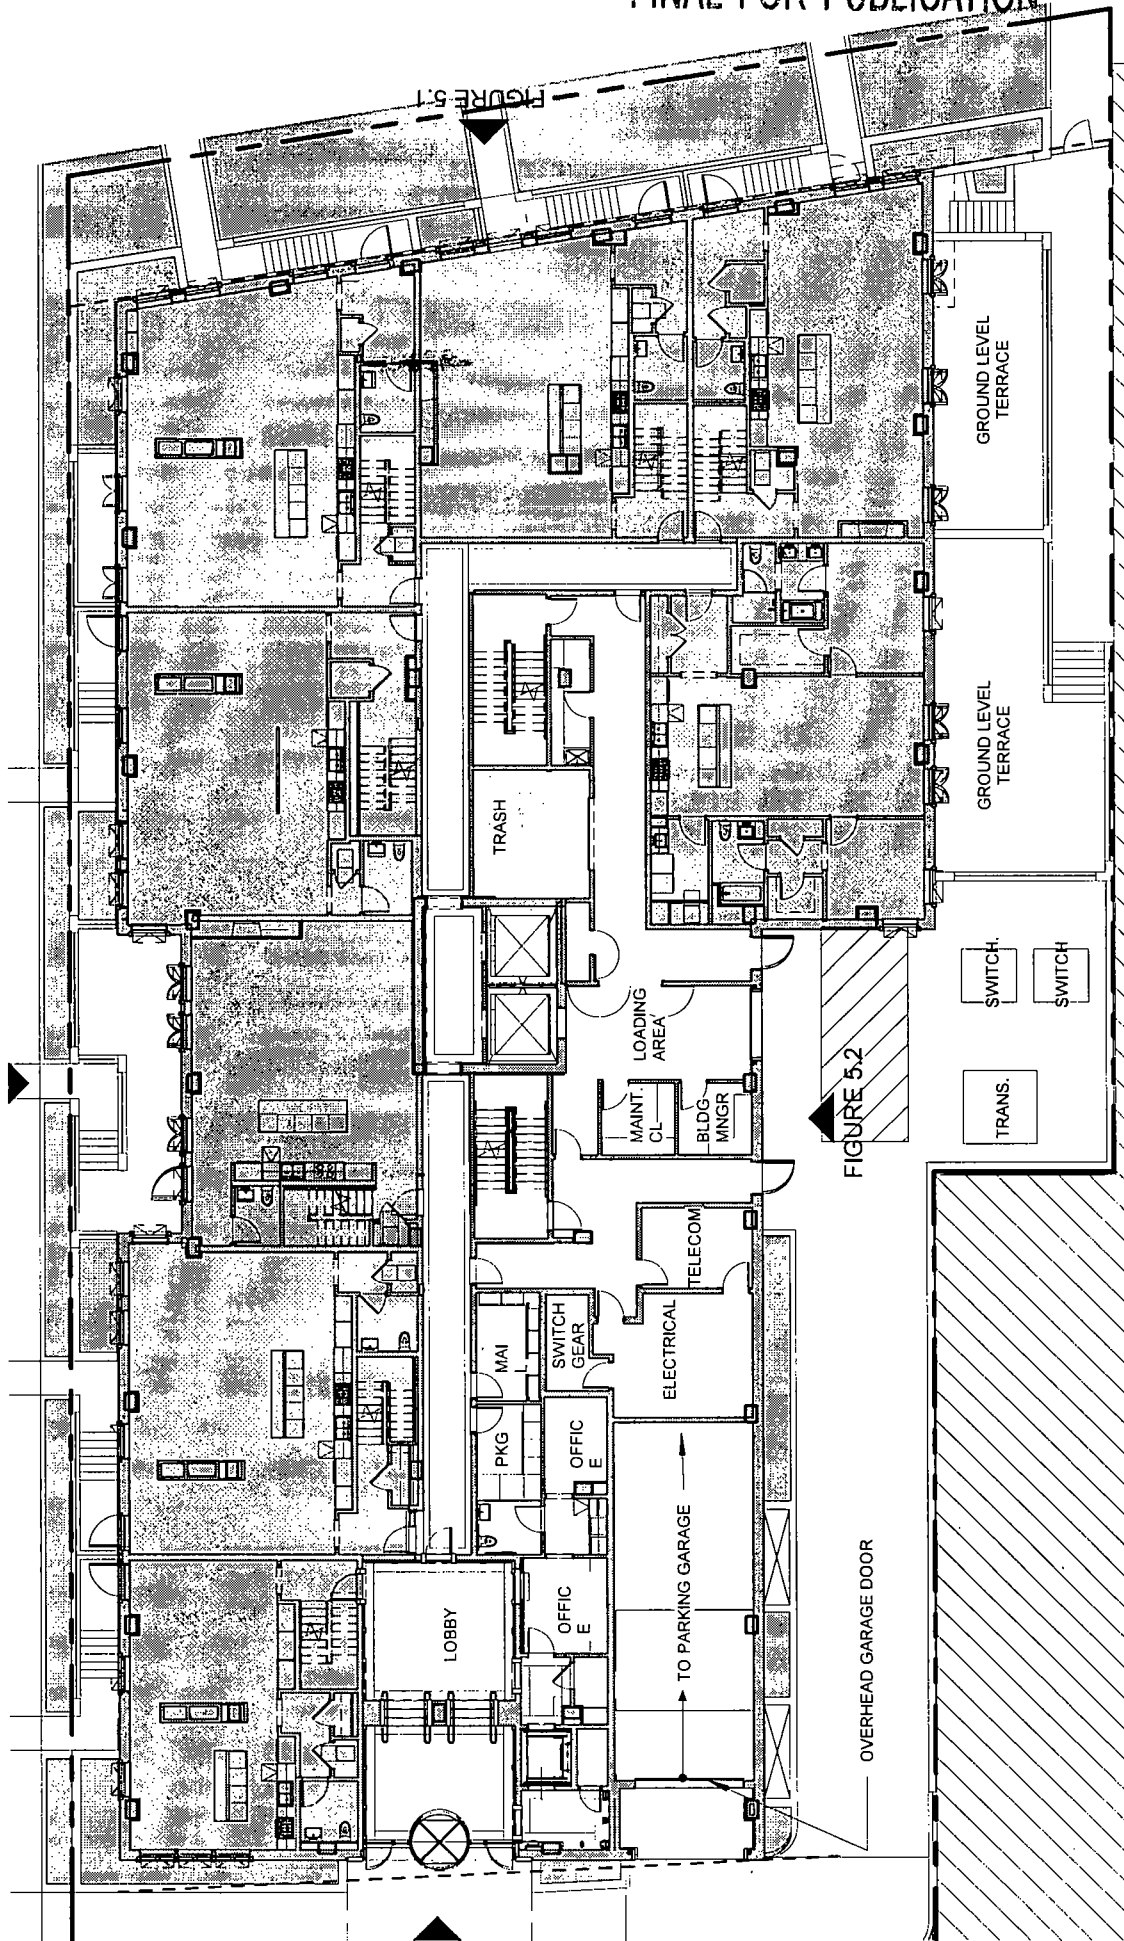 FINAL FOR PUBLICATION
FIGURE 5.1
GROUND LEVEL
TERRACE
GROUND LEVEL
TERRACE
TRASH
SWITCH.
SWITCH
LOADING
AREA
TRANS.
MAINT.
CL
BLDG
MNGR
FIGURE 5.2
TELECOM
MAI
SWITCH
GEAR
ELECTRICAL
PKG
OFFIC
E
TO PARKING GARAGE
LOBBY
OFFIC
E
OVERHEAD GARAGE DOOR